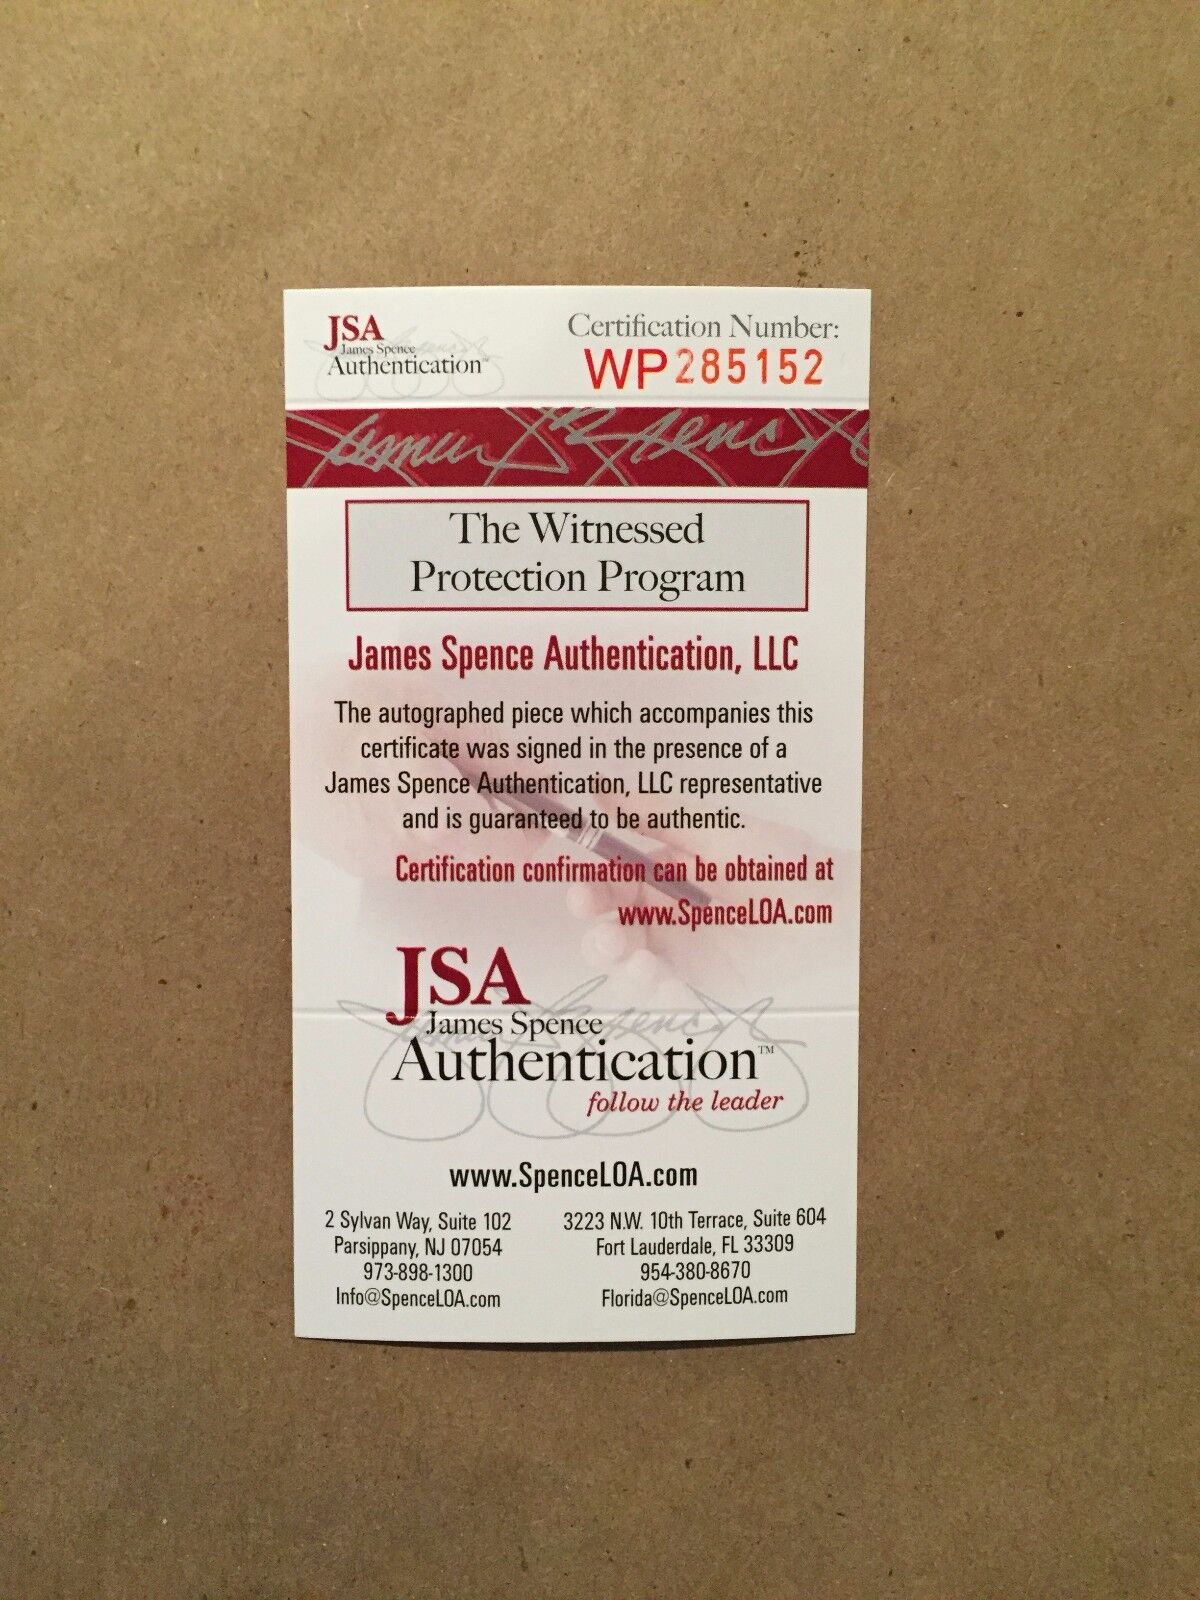 JSA
James Spence
Authentication™
Certification Number:
WP285152
James Spence
The Witnessed
Protection Program
James Spence Authentication, LLC
The autographed piece which accompanies this
certificate was signed in the presence of a
James Spence Authentication, LLC representative
and is guaranteed to be authentic.
Certification confirmation can be obtained at
www.SpenceLOA.com
JSA
James Spence
Authentication™
follow the leader
www.SpenceLOA.com
2 Sylvan Way, Suite 102
Parsippany, NJ 07054
973-898-1300
Info@SpenceLOA.com
3223 N.W. 10th Terrace, Suite 604
Fort Lauderdale, FL 33309
954-380-8670
Florida@SpenceLOA.com